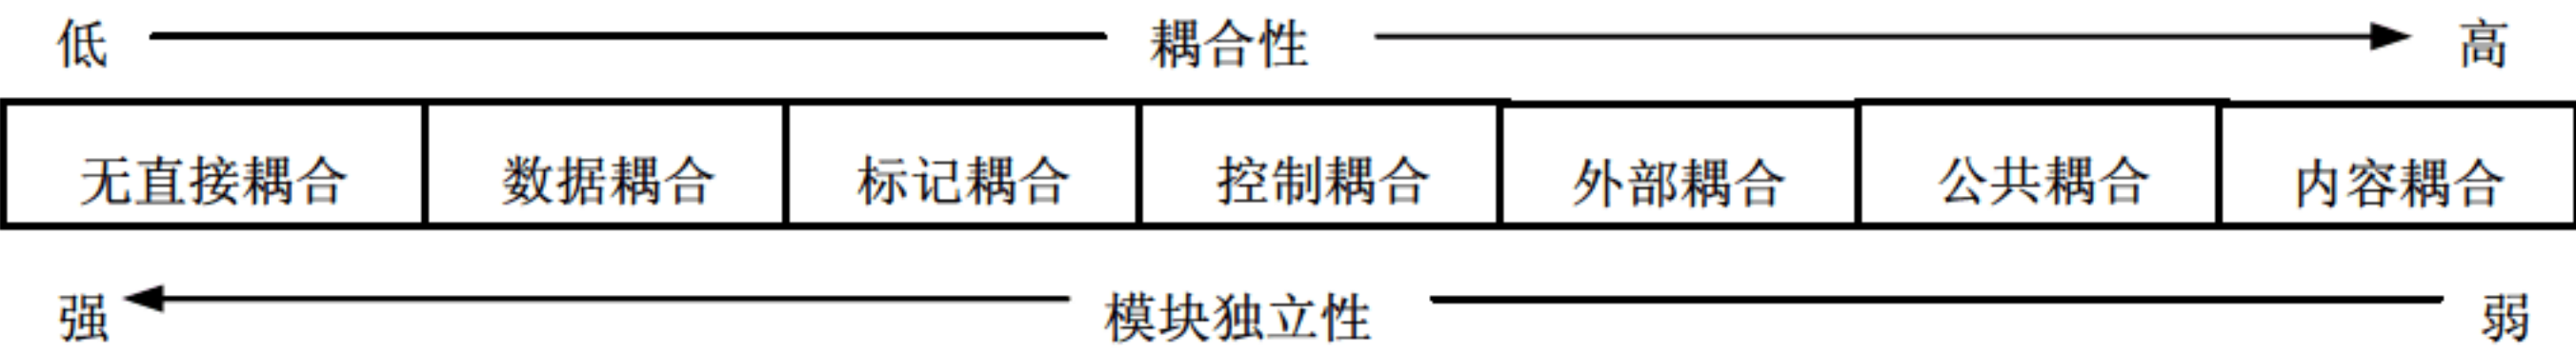 低 耦合性 高
无直接耦合 数据耦合 标记耦合 控制耦合 外部耦合 公共耦合 内容耦合
强 模块独立性 弱